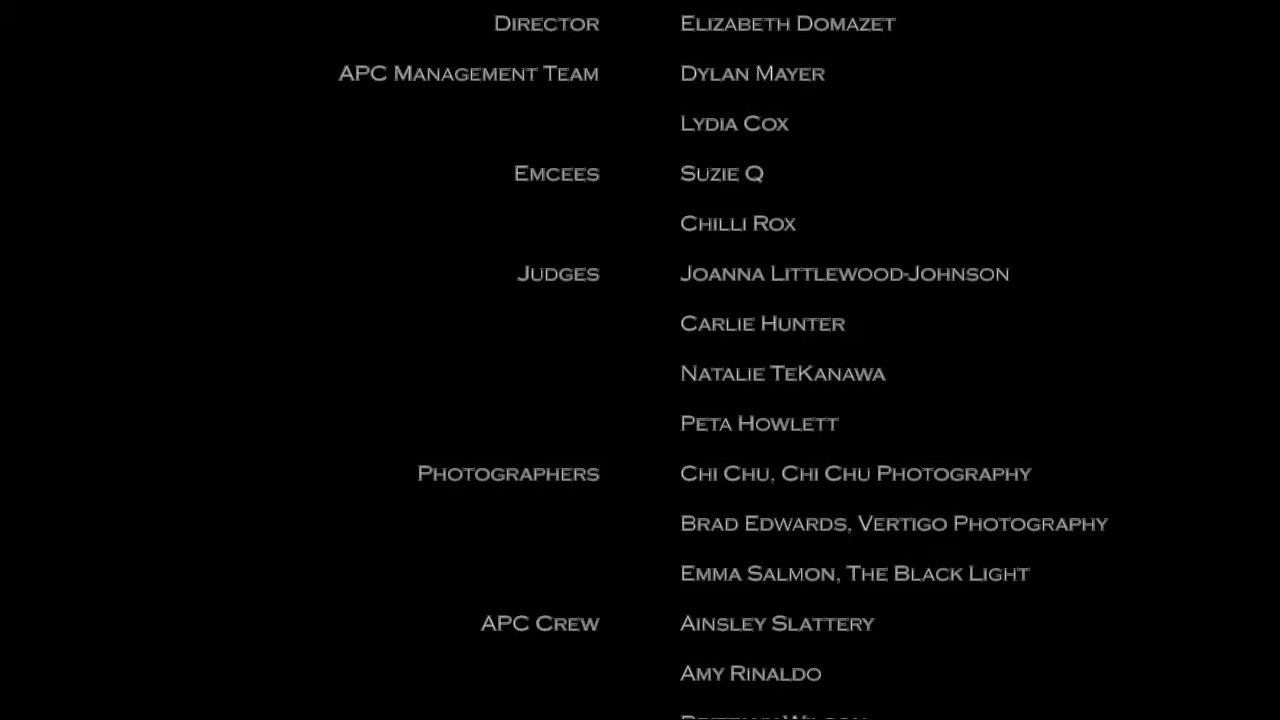 Director Elizabeth Domazet
APC Management Team Dylan Mayer
Lydia Cox
Emcees Suzie Q
Chilli Rox
Judges Joanna Littlewood-Johnson
Carlie Hunter
Natalie TeKanawa
Peta Howlett
Photographers Chi Chu, Chi Chu Photography
Brad Edwards, Vertigo Photography
Emma Salmon, The Black Light
APC Crew Ainsley Slattery
Amy Rinaldo